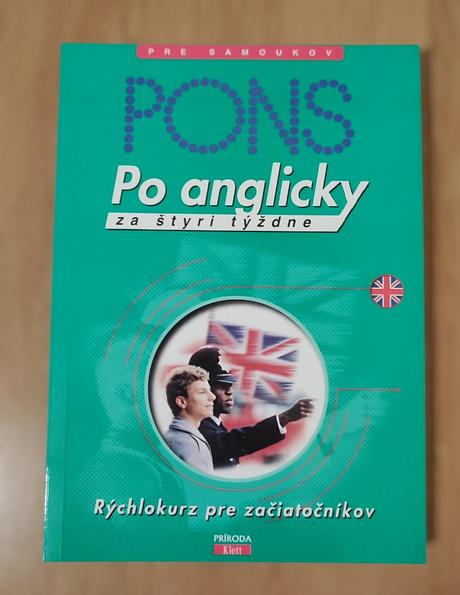 PRE SAMOUKOV
PONS
Po anglicky
za štyri týždne
Rýchlokurz pre začiatočníkov
PRÍRODA
Klett